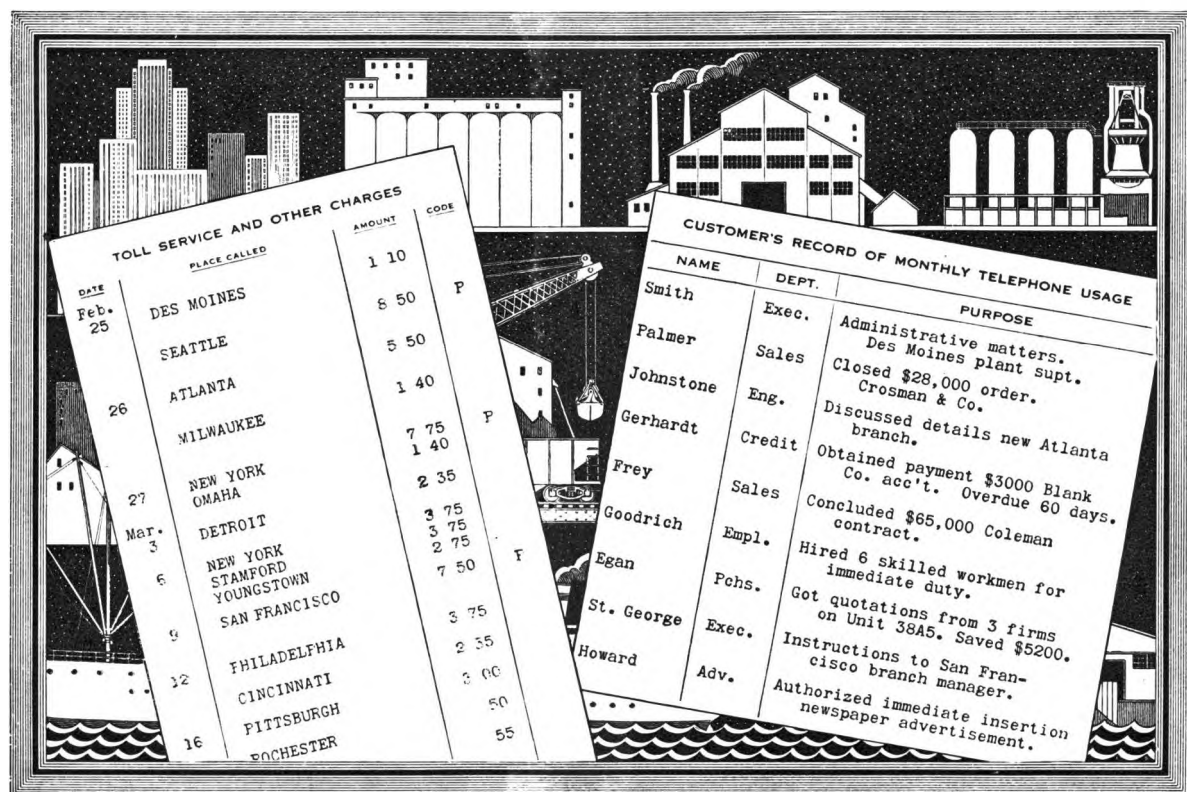 TOLL SERVICE AND OTHER CHARGES
DATE PLACE CALLED AMOUNT CODE
Feb.
25 DES MOINES 1 10
SEATTLE 8 50 P
26 ATLANTA 5 50
MILWAUKEE 1 40
27 NEW YORK 7 75 P
OMAHA 1 40
Mar.
3 DETROIT 2 35
6 NEW YORK 3 75
STAMFORD 3 75
YOUNGSTOWN 2 75
9 SAN FRANCISCO 7 50 P
12 PHILADELPHIA 3 75
CINCINNATI 2 35
16 PITTSBURGH 3 00
ROCHESTER 50
55
CUSTOMER'S RECORD OF MONTHLY TELEPHONE USAGE
NAME DEPT. PURPOSE
Smith Exec. Administrative matters.
Des Moines plant supt.
Palmer Sales Closed $28,000 order.
Crosman & Co.
Johnstone Eng. Discussed details new Atlanta
branch.
Gerhardt Credit Obtained payment $3000 Blank
Co. acc't. Overdue 60 days.
Frey Sales Concluded $65,000 Coleman
contract.
Goodrich Empl. Hired 6 skilled workmen for
immediate duty.
Egan Pchs. Got quotations from 3 firms
on Unit 38A5. Saved $5200.
St. George Exec. Instructions to San Fran-
cisco branch manager.
Howard Adv. Authorized immediate insertion
newspaper advertisement.